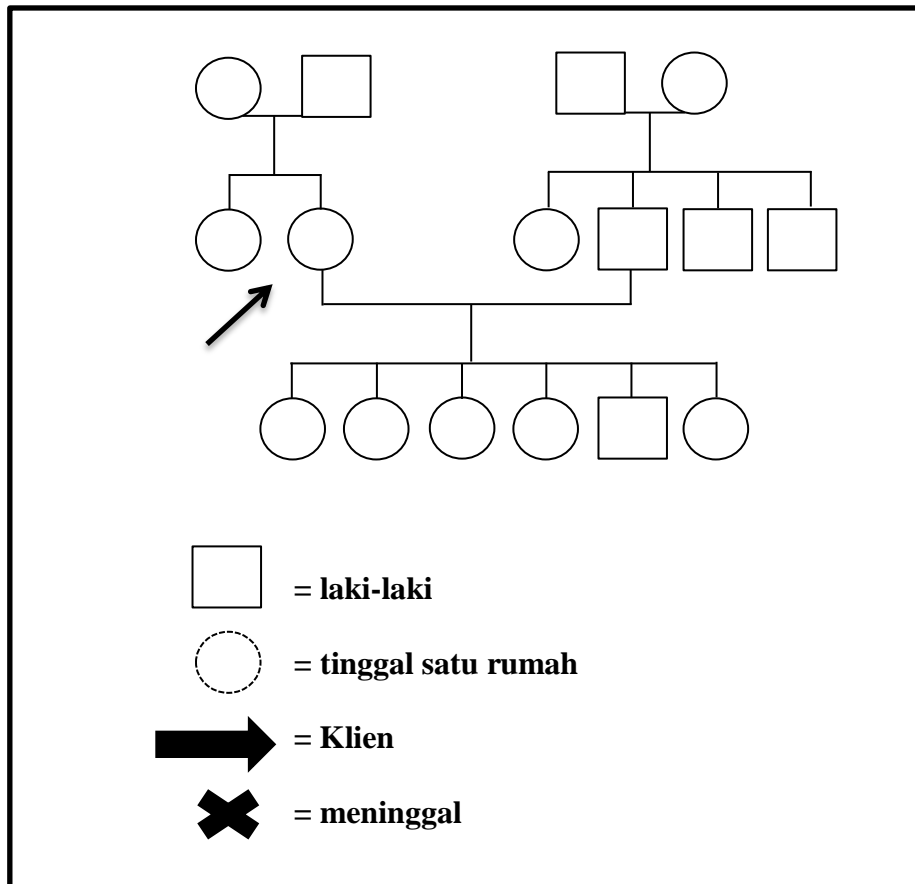 = laki-laki
= tinggal satu rumah
= Klien
= meninggal